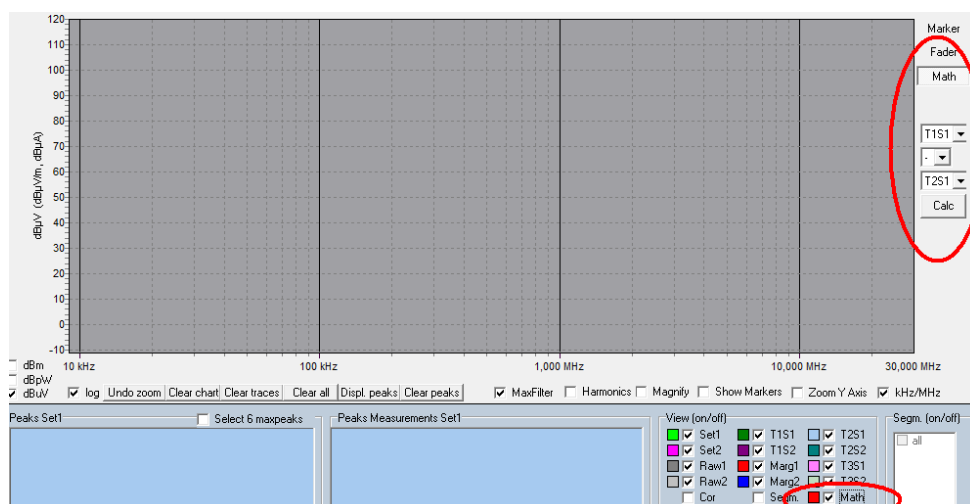 120
110
100
90
80
70
60
50
40
30
20
10
0
-10
dBµV (dBµV/m, dBµA)
10 kHz 100 kHz 1,000 MHz 10,000 MHz 30,000 MHz
Marker
Fader
Math
T1S1
-
T2S1
Calc
dBm
dBpW
dBuV log Undo zoom Clear chart Clear traces Clear all Displ. peaks Clear peaks MaxFilter Harmonics Magnify Show Markers Zoom Y Axis kHz/MHz
Peaks Set1 Select 6 maxpeaks Peaks Measurements Set1 View (on/off) Segm. (on/off)
Set1 T1S1 T2S1 all
Set2 T1S2 T2S2
Raw1 Marg1 T3S1
Raw2 Marg2 T3S2
Cor Segm. Math